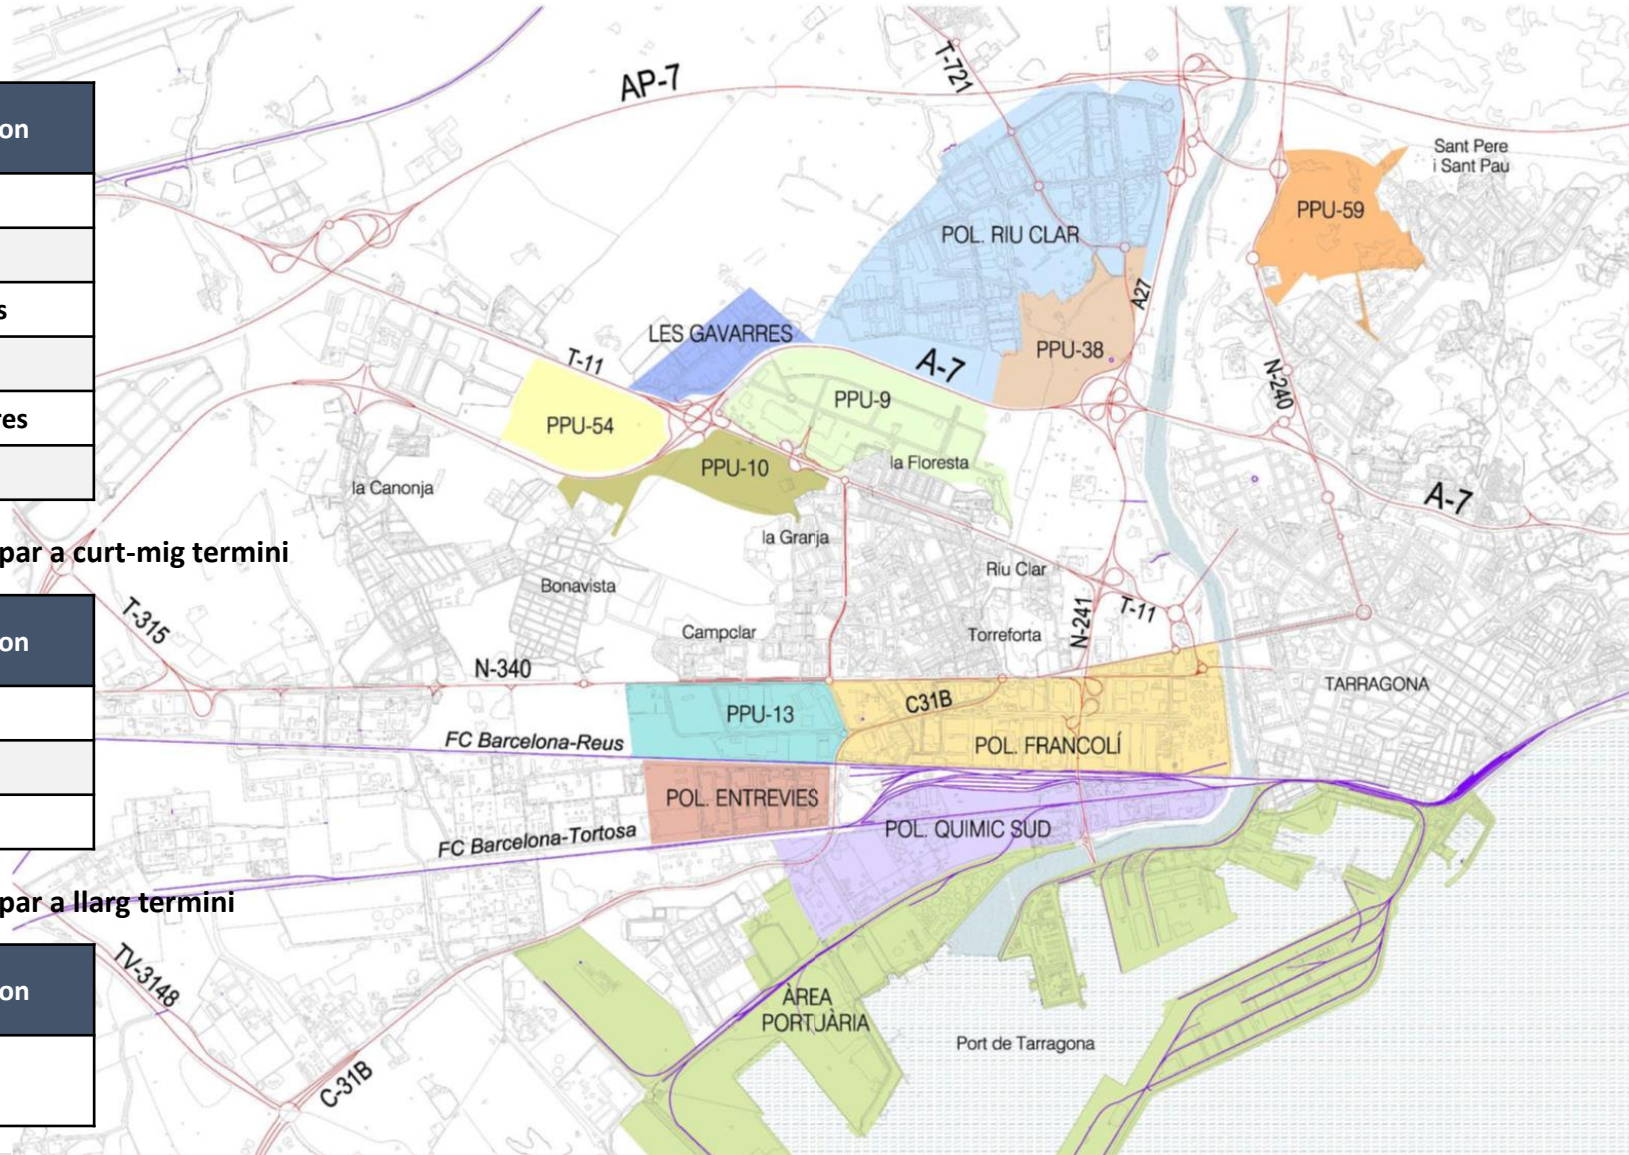 on
s
res
par a curt-mig termini
on
par a llarg termini
on
AP-7
T-721
Sant Pere
i Sant Pau
PPU-59
POL. RIU CLAR
A27
LES GAVARRES
PPU-38
T-11
A-7
N-240
PPU-9
PPU-54
PPU-10
la Floresta
la Canonja
A-7
la Granja
Riu Clar
Bonavista
T-315
N-241
T-11
Campclar
Torreforta
N-340
TARRAGONA
C31B
PPU-13
FC Barcelona-Reus
POL. FRANCOLÍ
POL. ENTREVIES
POL. QUIMIC SUD
FC Barcelona-Tortosa
TV-3148
ÀREA
PORTUÀRIA
Port de Tarragona
C-31B